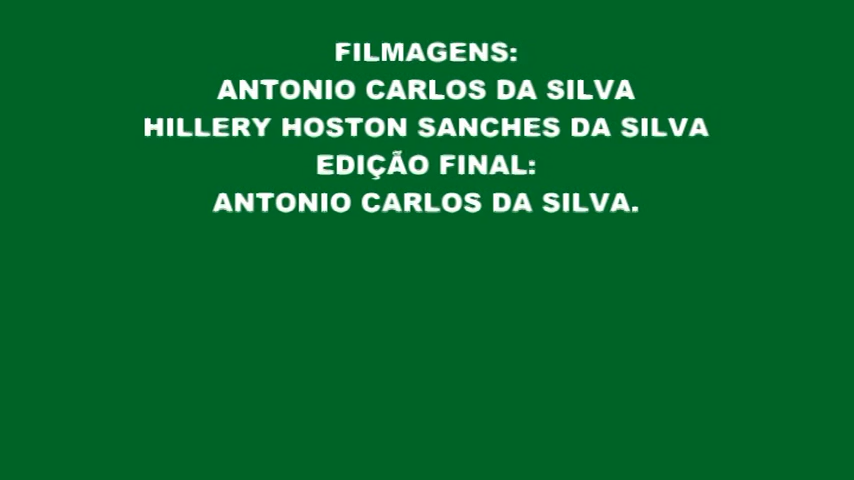 FILMAGENS:
ANTONIO CARLOS DA SILVA
HILLERY HOSTON SANCHES DA SILVA
EDIÇÃO FINAL:
ANTONIO CARLOS DA SILVA.